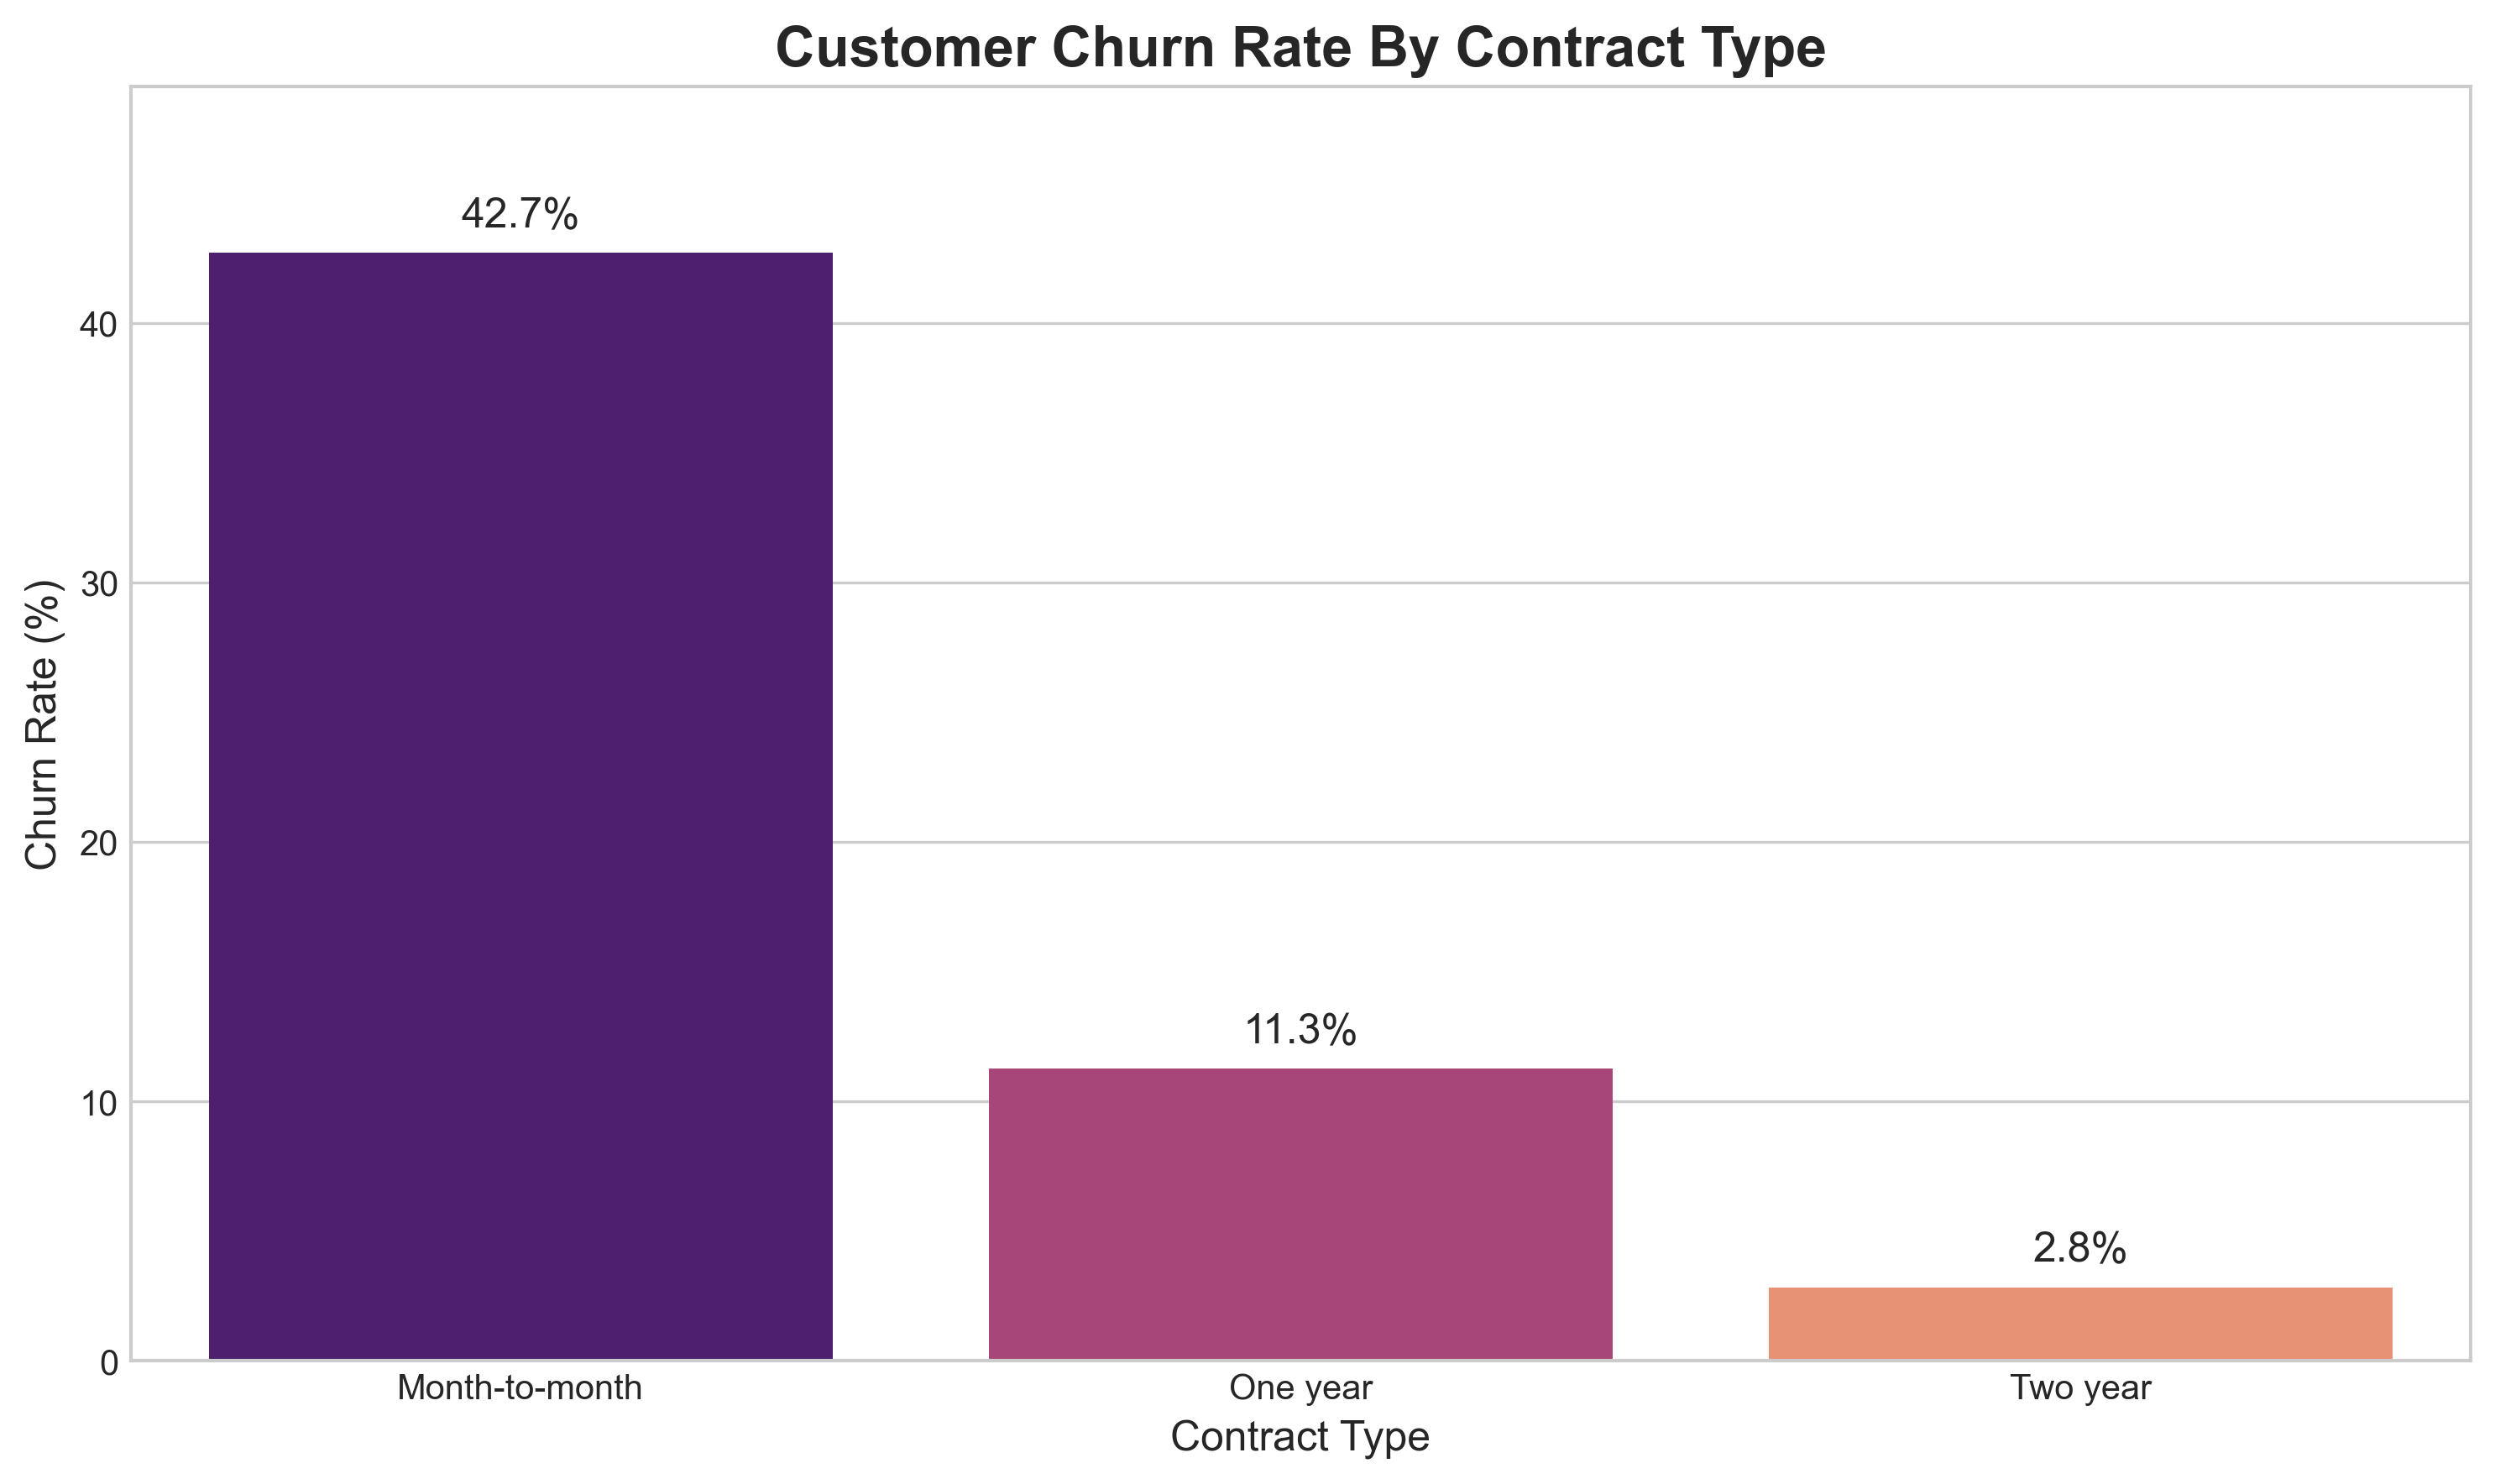 Customer Churn Rate By Contract Type
Churn Rate (%)
40
30
20
10
0
42.7%
11.3%
2.8%
Month-to-month
One year
Two year
Contract Type